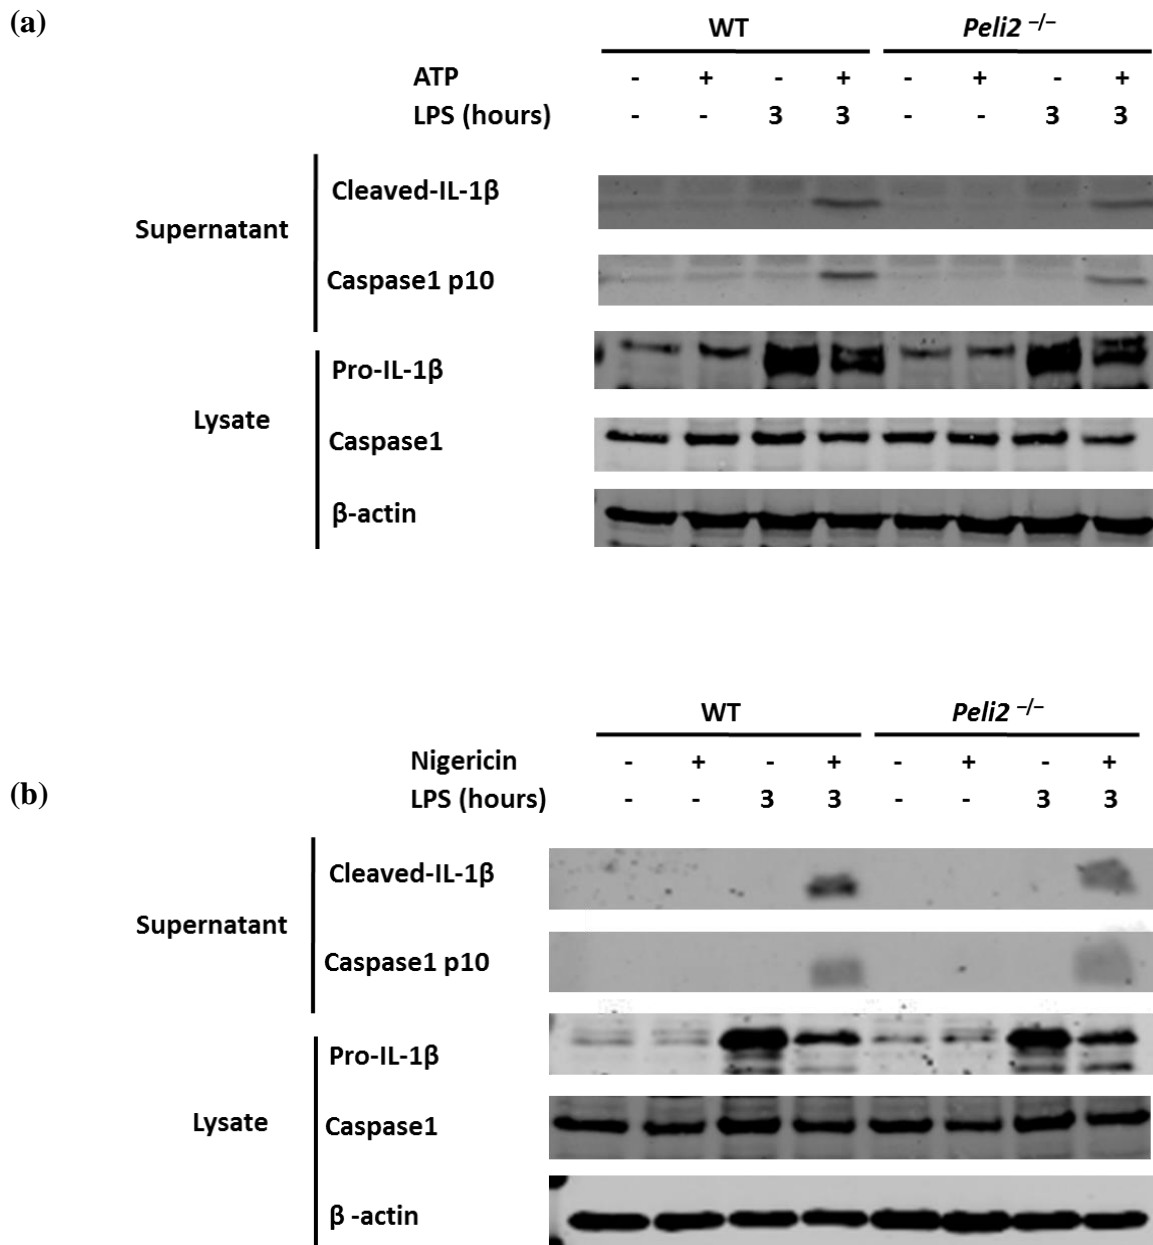 (a)
WT Peli2 –/–
ATP - + - + - + - +
LPS (hours) - - 3 3 - - 3 3
Cleaved-IL-1β
Supernatant
Caspase1 p10
Pro-IL-1β
Lysate
Caspase1
β-actin
WT Peli2 –/–
Nigericin - + - + - + - +
(b)
LPS (hours) - - 3 3 - - 3 3
Cleaved-IL-1β
Supernatant
Caspase1 p10
Pro-IL-1β
Lysate
Caspase1
β -actin